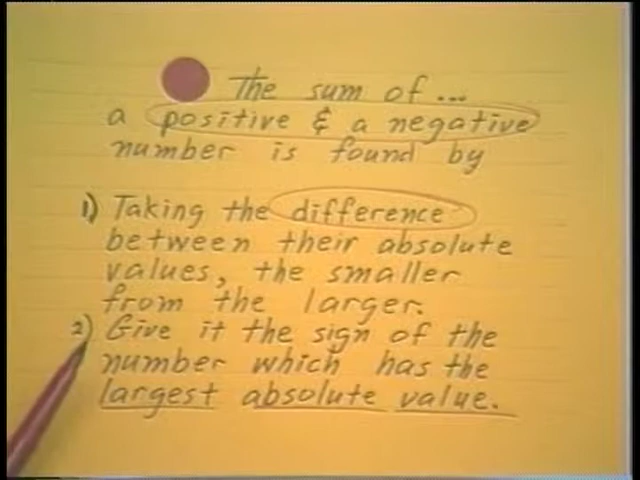 The sum of ...
a positive & a negative
number is found by
1) Taking the difference
between their absolute
values, the smaller
from the larger.
2) Give it the sign of the
number which has the
largest absolute value.